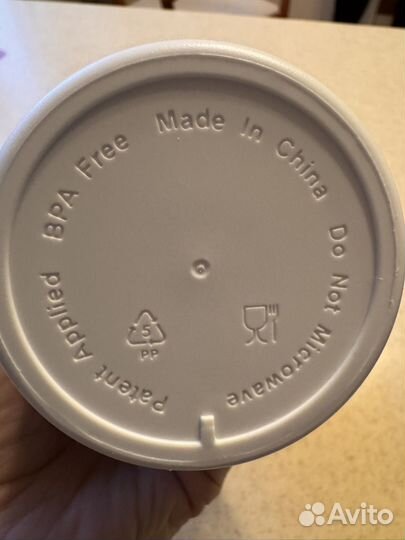 Patent Applied BPA Free Made In China Do Not Microwave
5
PP
Avito